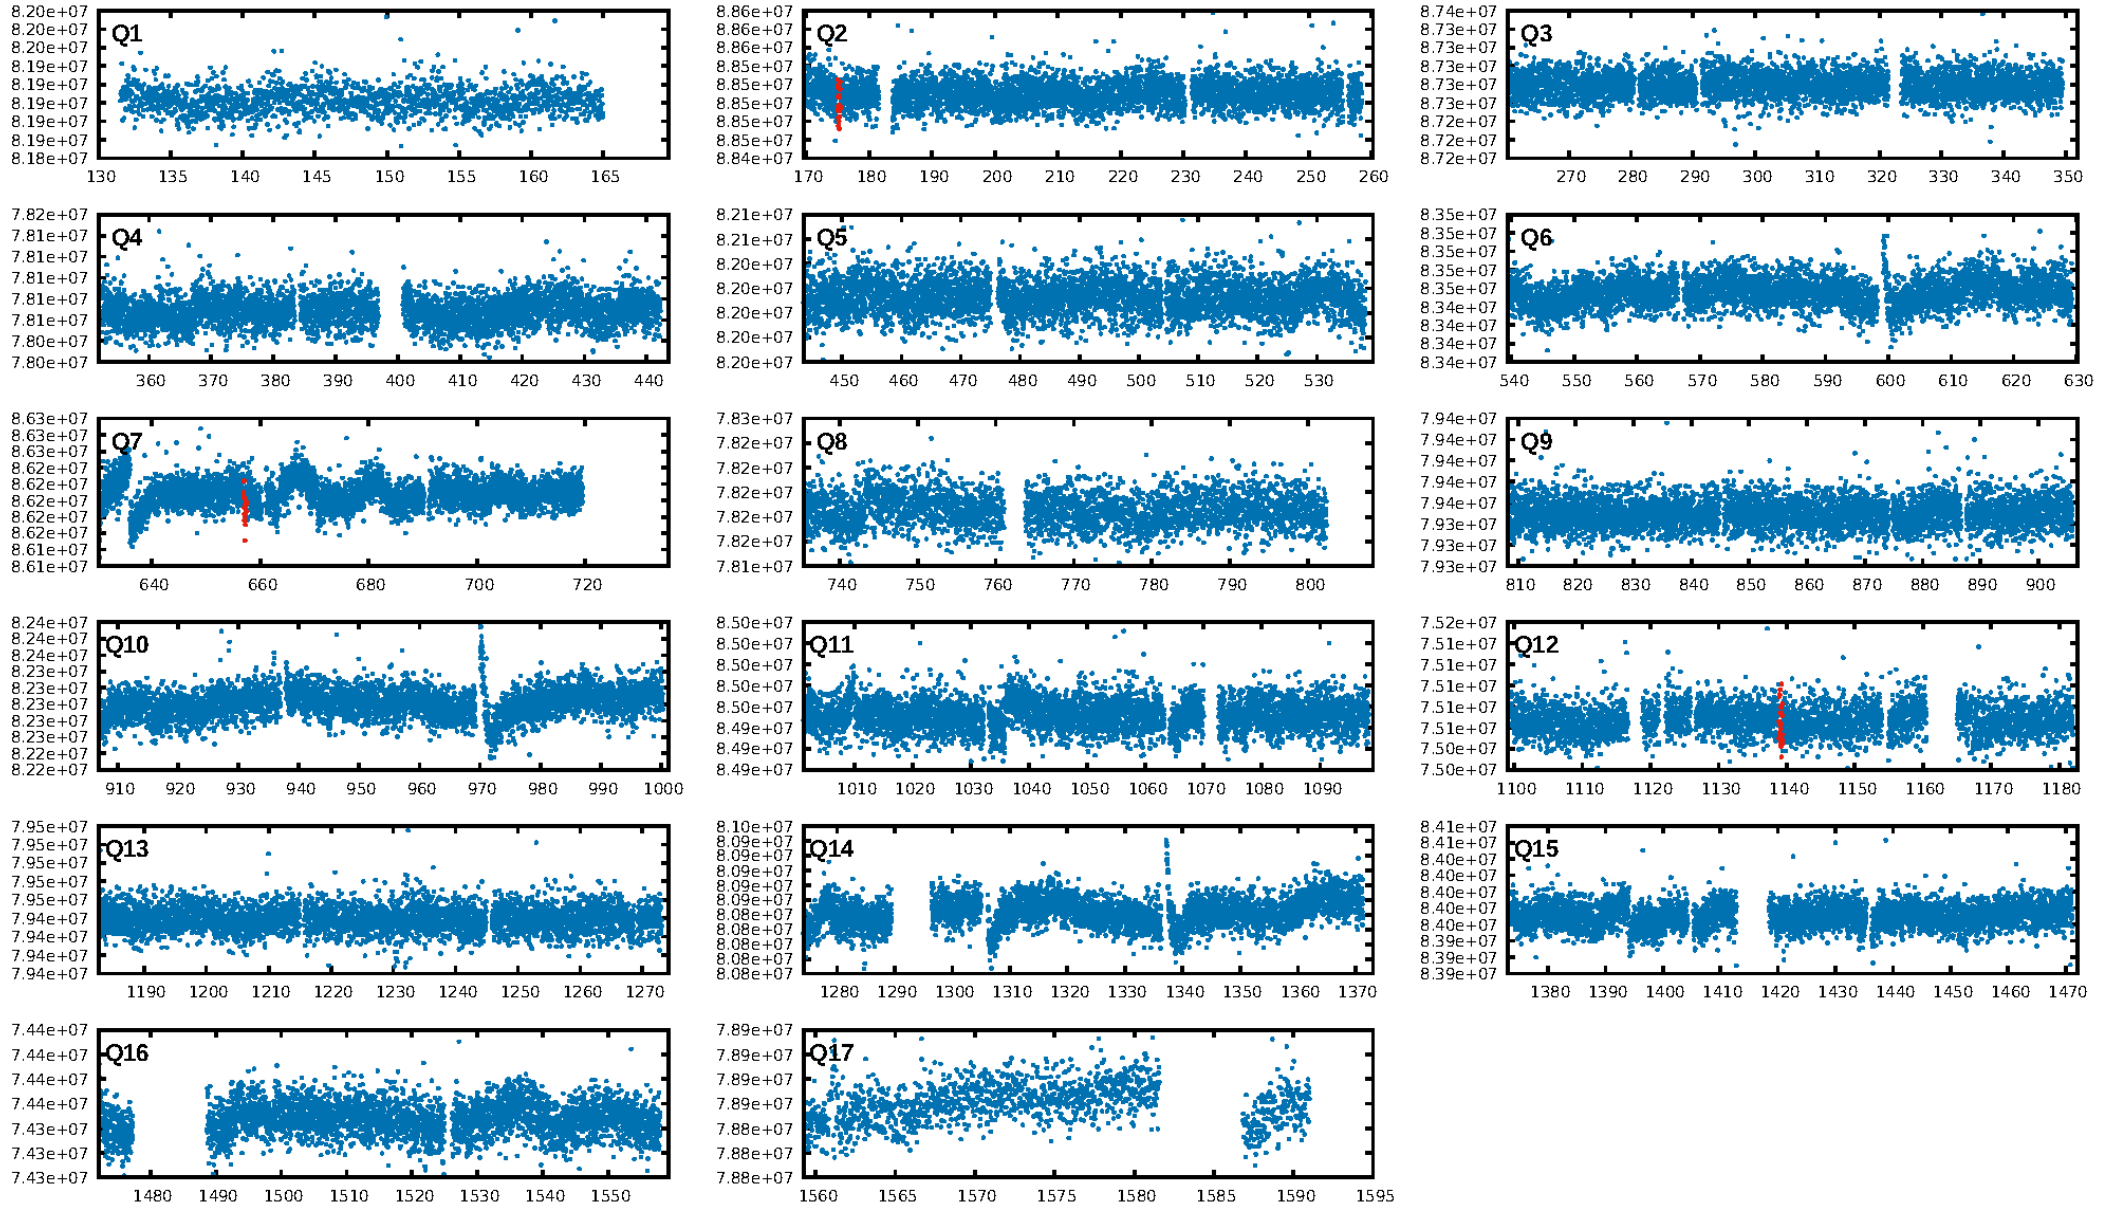 8.20e+07 8.20e+07 8.20e+07 8.19e+07 8.19e+07 8.19e+07 8.19e+07 8.19e+07 8.18e+07
Q1
130 135 140 145 150 155 160 165
8.86e+07 8.86e+07 8.86e+07 8.85e+07 8.85e+07 8.85e+07 8.85e+07 8.85e+07 8.84e+07
Q2
170 180 190 200 210 220 230 240 250 260
8.74e+07 8.73e+07 8.73e+07 8.73e+07 8.73e+07 8.73e+07 8.72e+07 8.72e+07 8.72e+07
Q3
270 280 290 300 310 320 330 340 350
7.82e+07 7.81e+07 7.81e+07 7.81e+07 7.81e+07 7.81e+07 7.80e+07 7.80e+07
Q4
360 370 380 390 400 410 420 430 440
8.21e+07 8.21e+07 8.20e+07 8.20e+07 8.20e+07 8.20e+07 8.20e+07
Q5
450 460 470 480 490 500 510 520 530
8.35e+07 8.35e+07 8.35e+07 8.35e+07 8.35e+07 8.34e+07 8.34e+07 8.34e+07 8.34e+07
Q6
540 550 560 570 580 590 600 610 620 630
8.63e+07 8.63e+07 8.63e+07 8.62e+07 8.62e+07 8.62e+07 8.62e+07 8.62e+07 8.61e+07 8.61e+07
Q7
640 660 680 700 720
7.83e+07 7.82e+07 7.82e+07 7.82e+07 7.82e+07 7.82e+07 7.81e+07
Q8
740 750 760 770 780 790 800
7.94e+07 7.94e+07 7.94e+07 7.94e+07 7.94e+07 7.93e+07 7.93e+07 7.93e+07
Q9
810 820 830 840 850 860 870 880 890 900
8.24e+07 8.24e+07 8.23e+07 8.23e+07 8.23e+07 8.23e+07 8.23e+07 8.22e+07 8.22e+07
Q10
910 920 930 940 950 960 970 980 990 1000
8.50e+07 8.50e+07 8.50e+07 8.50e+07 8.50e+07 8.49e+07 8.49e+07 8.49e+07
Q11
1010 1020 1030 1040 1050 1060 1070 1080 1090
7.52e+07 7.51e+07 7.51e+07 7.51e+07 7.51e+07 7.51e+07 7.50e+07 7.50e+07
Q12
1100 1110 1120 1130 1140 1150 1160 1170 1180
7.95e+07 7.95e+07 7.95e+07 7.95e+07 7.95e+07 7.94e+07 7.94e+07 7.94e+07 7.94e+07
Q13
1190 1200 1210 1220 1230 1240 1250 1260 1270
8.10e+07 8.09e+07 8.09e+07 8.09e+07 8.09e+07 8.09e+07 8.08e+07 8.08e+07 8.08e+07 8.08e+07 8.08e+07
Q14
1280 1290 1300 1310 1320 1330 1340 1350 1360 1370
8.41e+07 8.41e+07 8.40e+07 8.40e+07 8.40e+07 8.40e+07 8.40e+07 8.39e+07 8.39e+07 8.39e+07
Q15
1380 1390 1400 1410 1420 1430 1440 1450 1460 1470
7.44e+07 7.44e+07 7.44e+07 7.44e+07 7.43e+07 7.43e+07 7.43e+07
Q16
1480 1490 1500 1510 1520 1530 1540 1550
7.89e+07 7.89e+07 7.89e+07 7.89e+07 7.88e+07 7.88e+07 7.88e+07
Q17
1560 1565 1570 1575 1580 1585 1590 1595